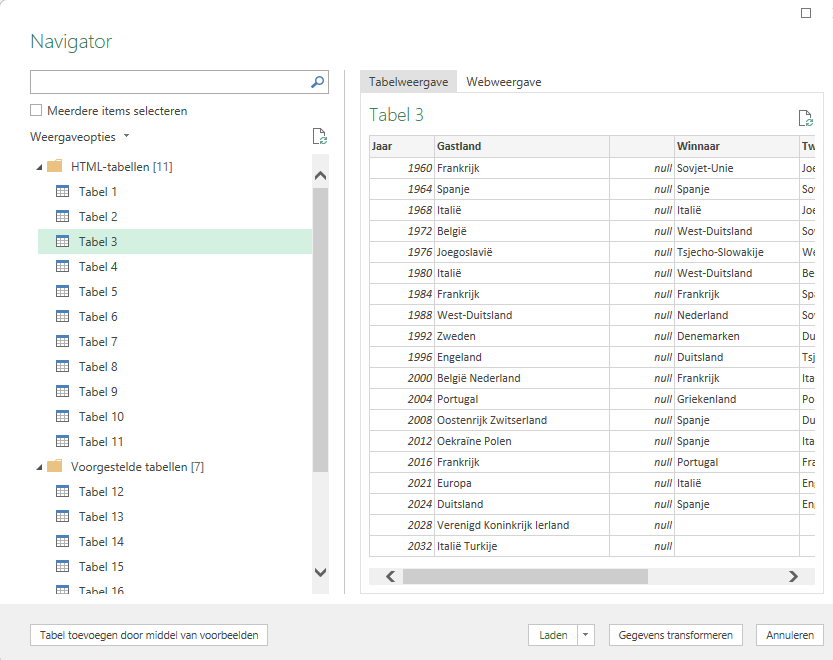 Navigator
Meerdere items selecteren
Weergaveopties
HTML-tabellen [11]
Tabel 1
Tabel 2
Tabel 3
Tabel 4
Tabel 5
Tabel 6
Tabel 7
Tabel 8
Tabel 9
Tabel 10
Tabel 11
Voorgestelde tabellen [7]
Tabel 12
Tabel 13
Tabel 14
Tabel 15
Tabel 16
Tabelweergave Webweergave
Tabel 3
Jaar Gastland Winnaar Tw
1960 Frankrijk null Sovjet-Unie Joe
1964 Spanje null Spanje So
1968 Italië null Italië Joe
1972 België null West-Duitsland So
1976 Joegoslavië null Tsjecho-Slowakije We
1980 Italië null West-Duitsland Be
1984 Frankrijk null Frankrijk Spa
1988 West-Duitsland null Nederland So
1992 Zweden null Denemarken Du
1996 Engeland null Duitsland Tsj
2000 België Nederland null Frankrijk Ita
2004 Portugal null Griekenland Po
2008 Oostenrijk Zwitserland null Spanje Du
2012 Oekraïne Polen null Spanje Ita
2016 Frankrijk null Portugal Fra
2021 Europa null Italië En
2024 Duitsland null Spanje En
2028 Verenigd Koninkrijk Ierland null
2032 Italië Turkije null
Tabel toevoegen door middel van voorbeelden Laden Gegevens transformeren Annuleren